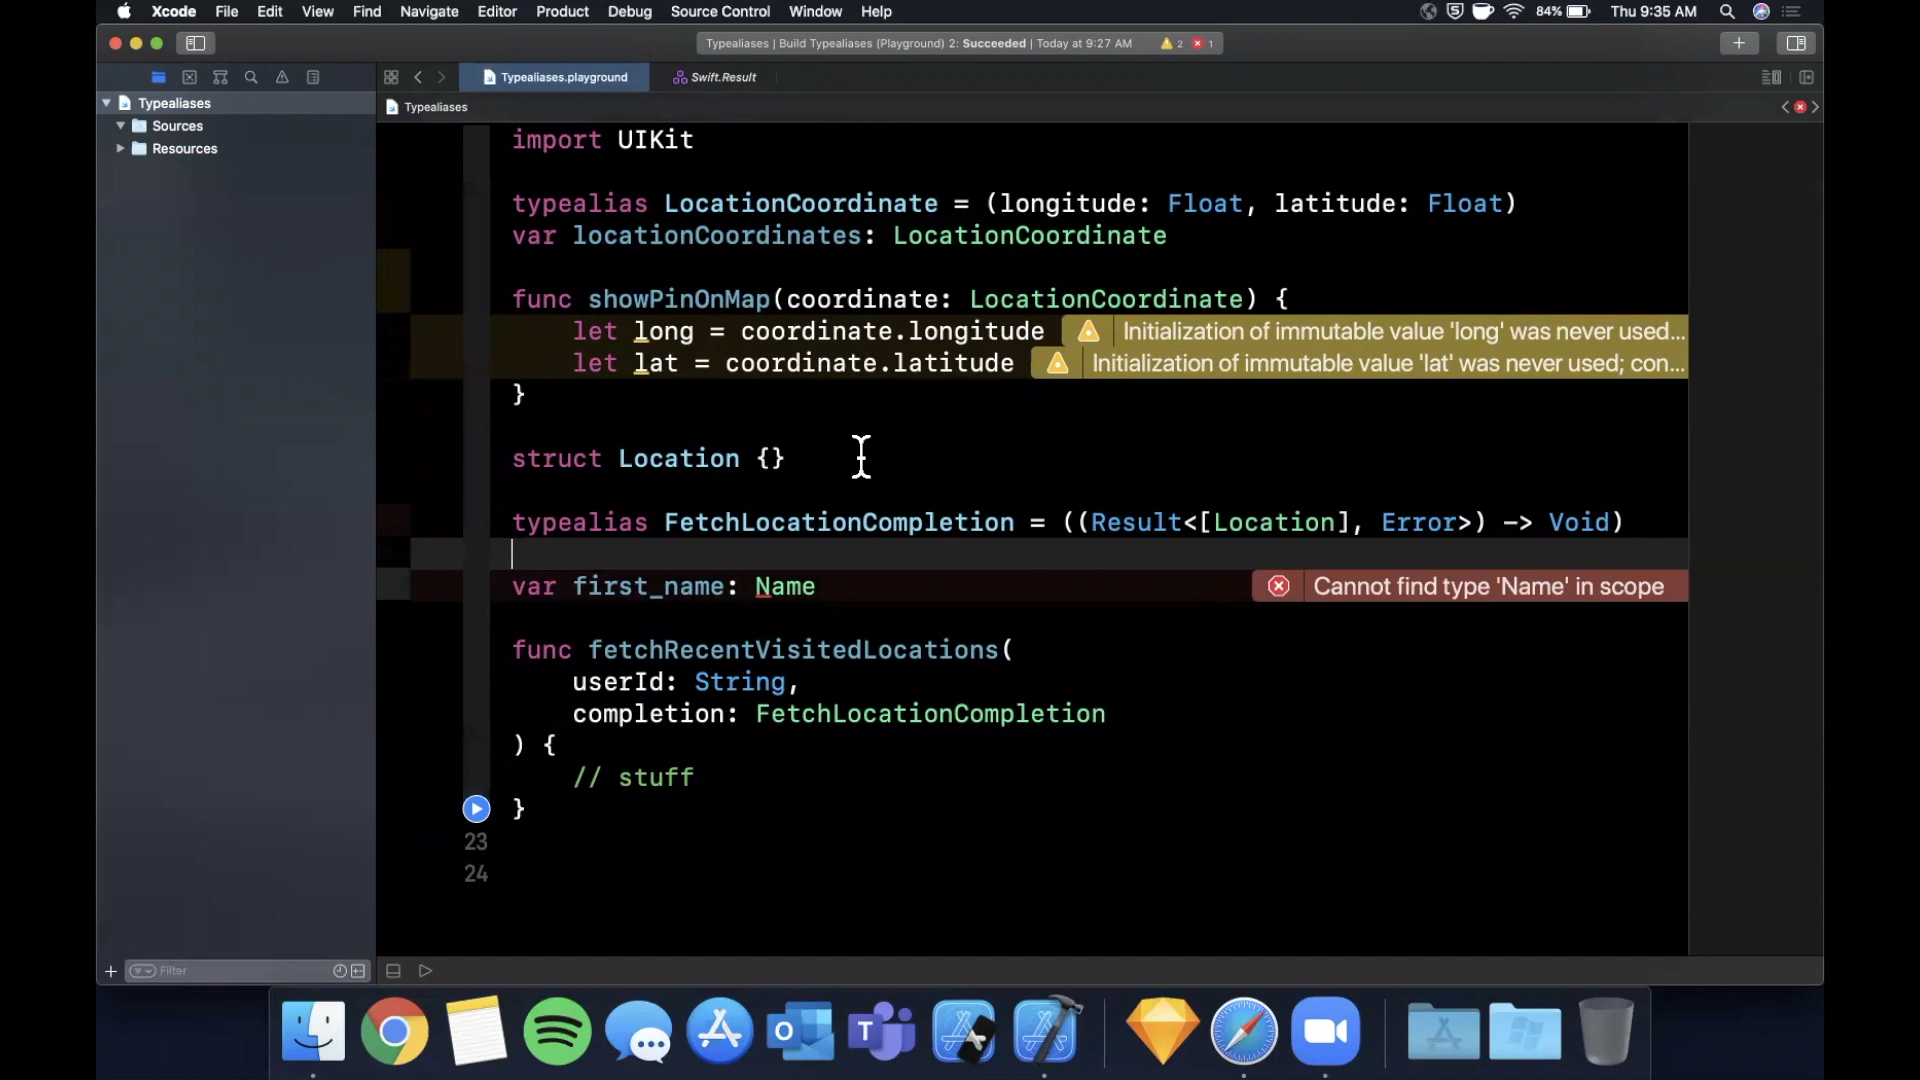 Xcode File Edit View Find Navigate Editor Product Debug Source Control Window Help 84% Thu 9:35 AM
Typealiases | Build Typealiases (Playground) 2: Succeeded | Today at 9:27 AM 2 1
Typealiases.playground Swift.Result
Typealiases
Sources
Resources
Typealiases
import UIKit
typealias LocationCoordinate = (longitude: Float, latitude: Float)
var locationCoordinates: LocationCoordinate
func showPinOnMap(coordinate: LocationCoordinate) {
let long = coordinate.longitude Initialization of immutable value 'long' was never used...
let lat = coordinate.latitude Initialization of immutable value 'lat' was never used; con...
}
struct Location {}
typealias FetchLocationCompletion = ((Result<[Location], Error>) -> Void)
var first_name: Name Cannot find type 'Name' in scope
func fetchRecentVisitedLocations(
userId: String,
completion: FetchLocationCompletion
) {
// stuff
}
23
24
Filter